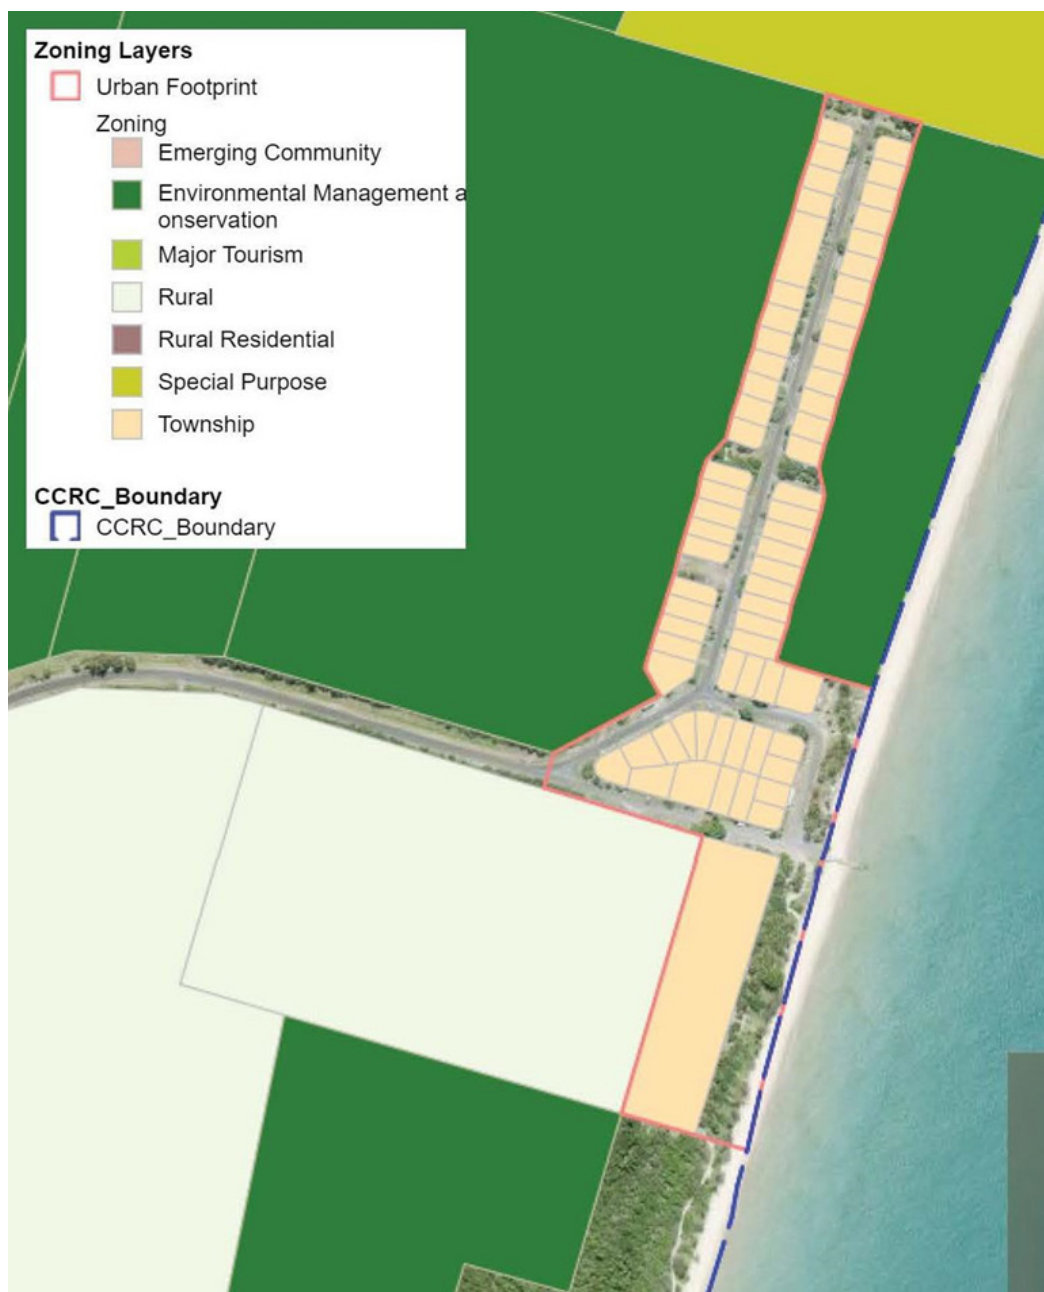 Zoning Layers
Urban Footprint
Zoning
Emerging Community
Environmental Management a
onservation
Major Tourism
Rural
Rural Residential
Special Purpose
Township
CCRC_Boundary
CCRC_Boundary